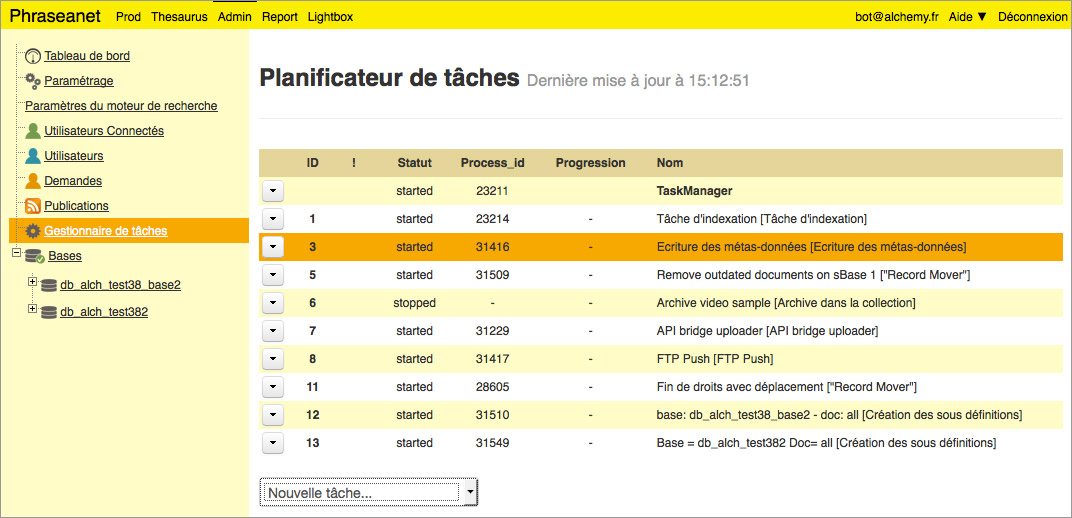 Phraseanet Prod Thesaurus Admin Report Lightbox bot@alchemy.fr Aide ▼ Déconnexion
Tableau de bord
Paramétrage
Paramètres du moteur de recherche
Utilisateurs Connectés
Utilisateurs
Demandes
Publications
Gestionnaire de tâches
Bases
db_alch_test38_base2
db_alch_test382
Planificateur de tâches Dernière mise à jour à 15:12:51
ID ! Statut Process_id Progression Nom
started 23211 TaskManager
1 started 23214 - Tâche d'indexation [Tâche d'indexation]
3 started 31416 - Ecriture des métas-données [Ecriture des métas-données]
5 started 31509 - Remove outdated documents on sBase 1 ["Record Mover"]
6 stopped - - Archive video sample [Archive dans la collection]
7 started 31229 - API bridge uploader [API bridge uploader]
8 started 31417 - FTP Push [FTP Push]
11 started 28605 - Fin de droits avec déplacement ["Record Mover"]
12 started 31510 - base: db_alch_test38_base2 - doc: all [Création des sous définitions]
13 started 31549 - Base = db_alch_test382 Doc= all [Création des sous définitions]
Nouvelle tâche...